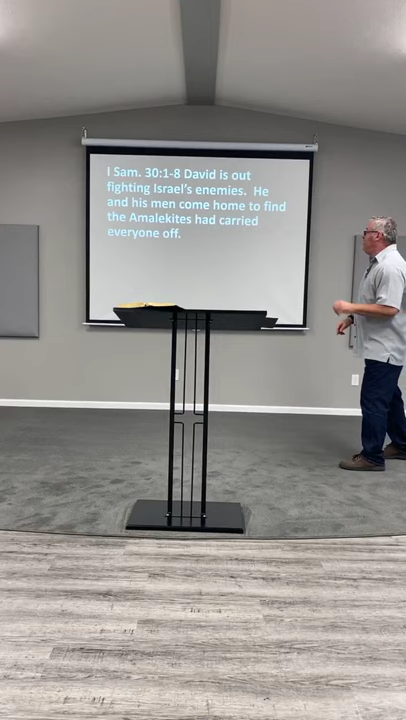 I Sam. 30:1-8 David is out
fighting Israel's enemies.  He
and his men come home to find
the Amalekites had carried
everyone off.